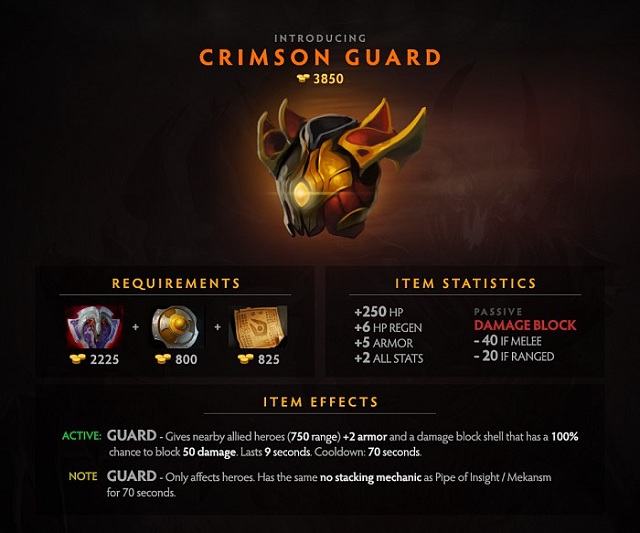 INTRODUCING
CRIMSON GUARD
3850
REQUIREMENTS
+ +
2225 800 825
ITEM STATISTICS
+250 HP
+6 HP REGEN
+5 ARMOR
+2 ALL STATS
PASSIVE
DAMAGE BLOCK
- 40 IF MELEE
- 20 IF RANGED
ITEM EFFECTS
ACTIVE: GUARD - Gives nearby allied heroes (750 range) +2 armor and a damage block shell that has a 100%
chance to block 50 damage. Lasts 9 seconds. Cooldown: 70 seconds.
NOTE GUARD - Only affects heroes. Has the same no stacking mechanic as Pipe of Insight / Mekansm
for 70 seconds.